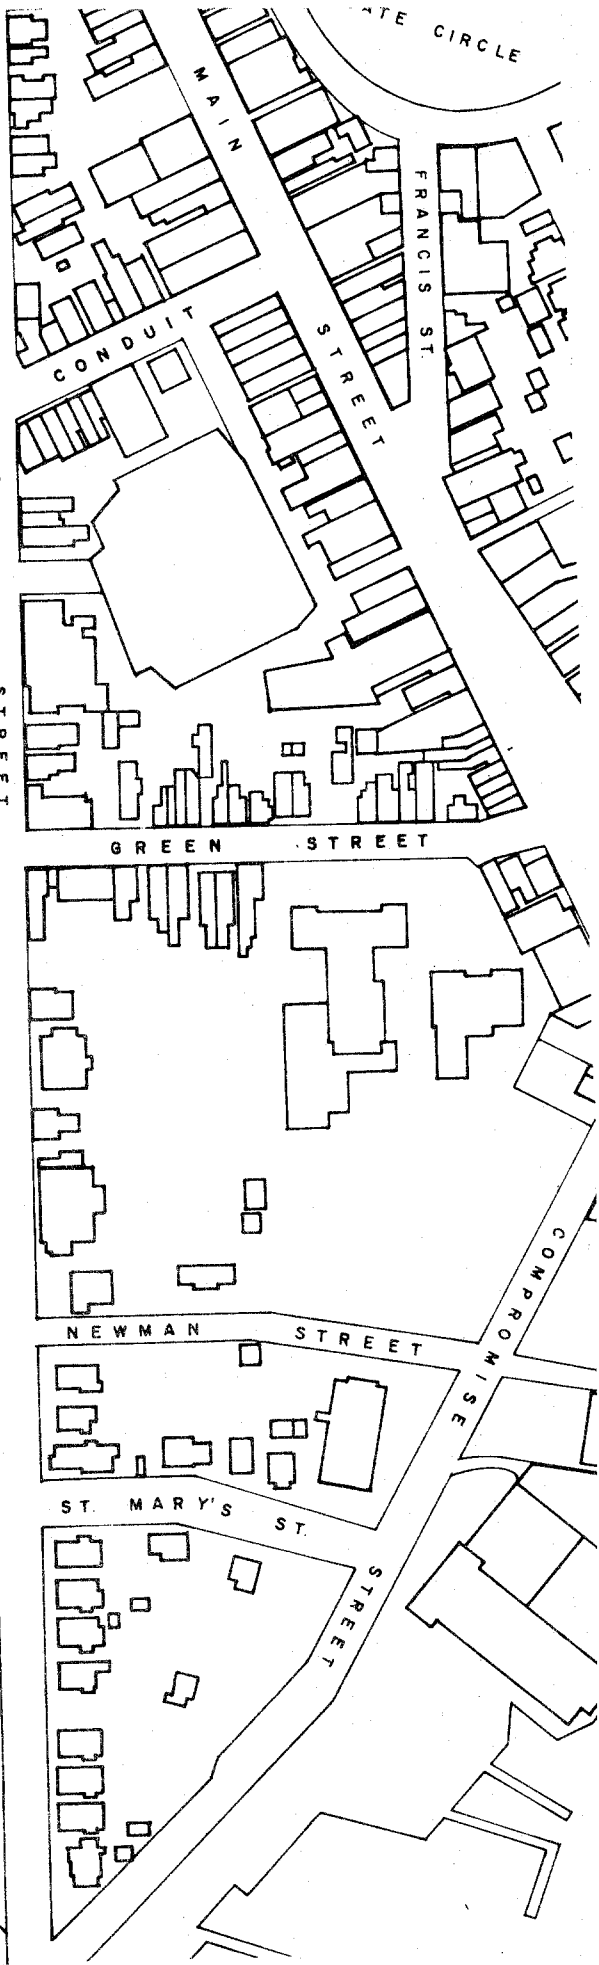 ATE CIRCLE
MAIN STREET
FRANCIS ST.
CONDUIT
STREET
GREEN STREET
COMPROMISE STREET
NEWMAN STREET
ST. MARY'S ST.